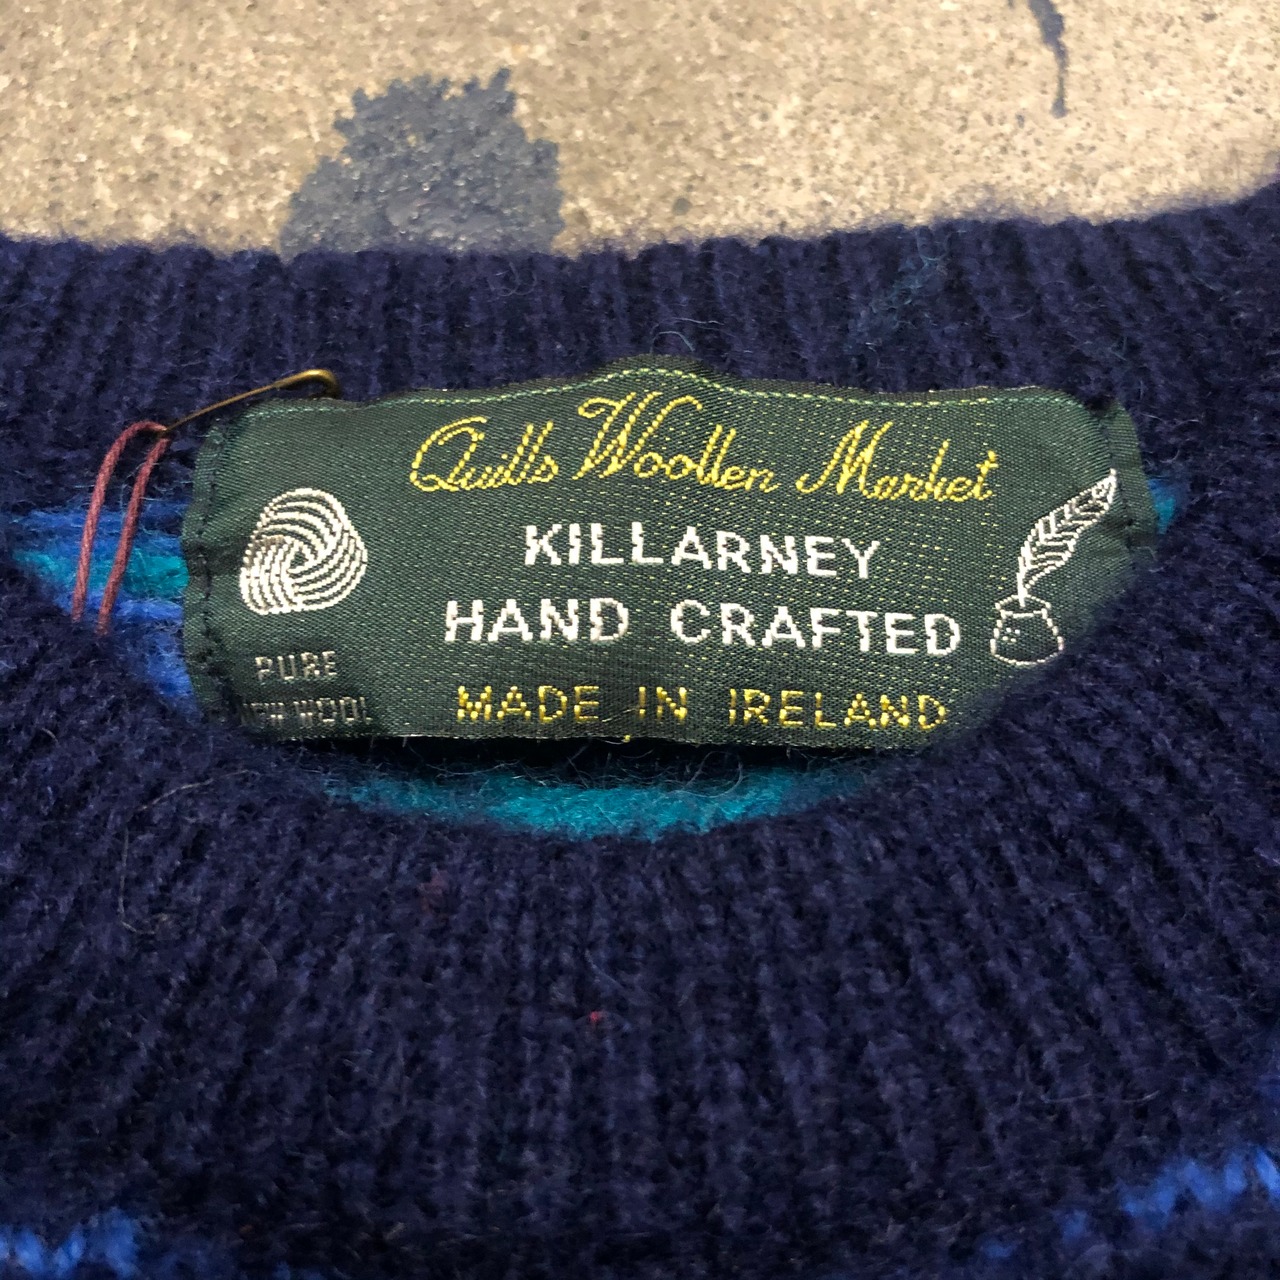 Quills Woollen Market
KILLARNEY
HAND CRAFTED
MADE IN IRELAND
PURE
NEW WOOL